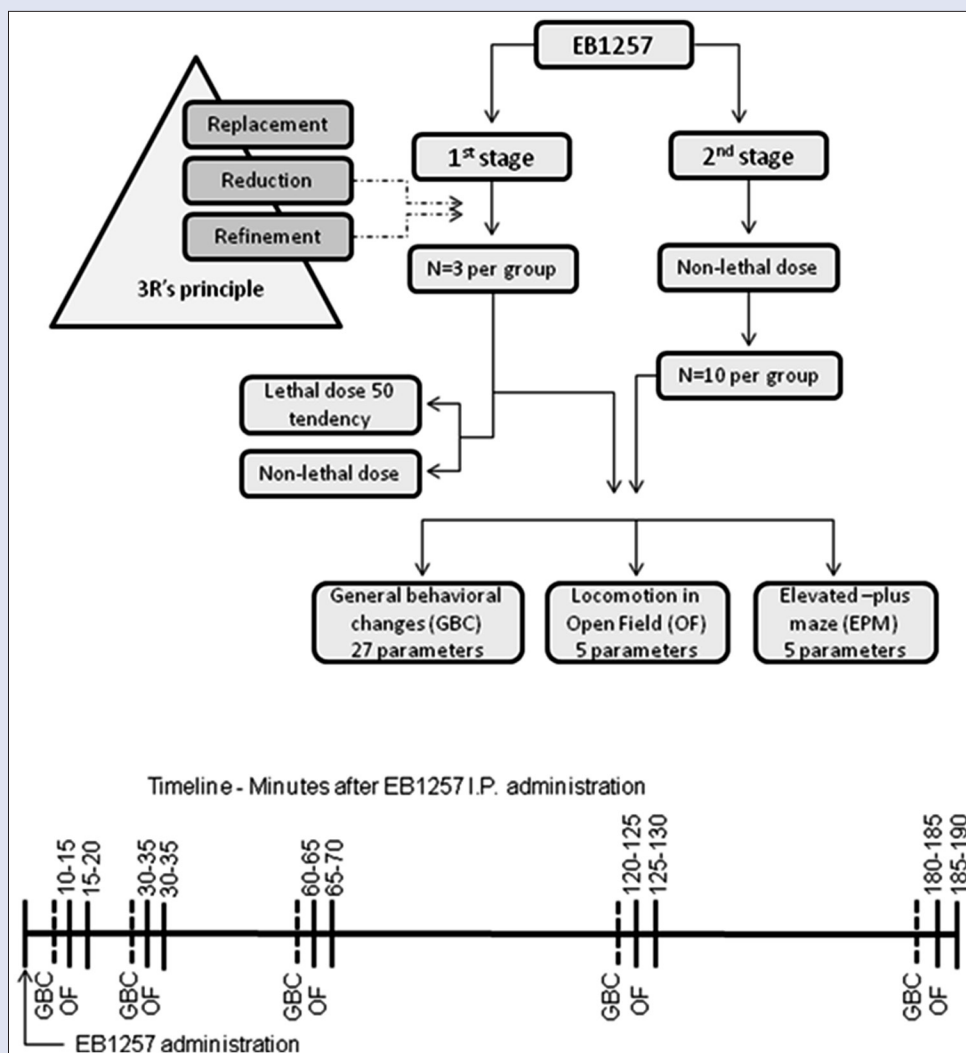 EB1257
Replacement
Reduction
Refinement
3R's principle
1st stage
2nd stage
N=3 per group
Non-lethal dose
N=10 per group
Lethal dose 50
tendency
Non-lethal dose
General behavioral
changes (GBC)
27 parameters
Locomotion in
Open Field (OF)
5 parameters
Elevated –plus
maze (EPM)
5 parameters
Timeline - Minutes after EB1257 I.P. administration
10-15
15-20
30-35
30-35
60-65
65-70
120-125
125-130
180-185
185-190
GBC
OF
GBC
OF
GBC
OF
GBC
OF
GBC
OF
EB1257 administration